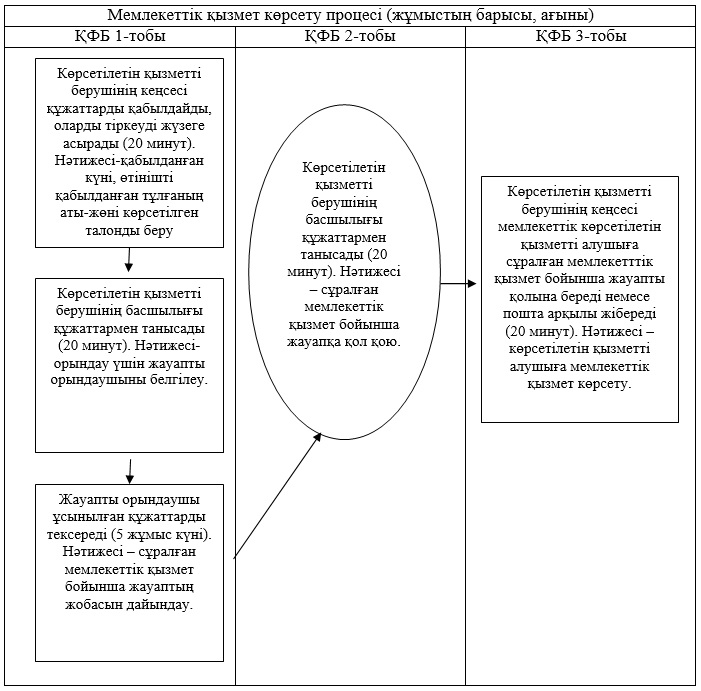 Мемлекеттік қызмет көрсету процесі (жұмыстың барысы, ағыны)
ҚФБ 1-тобы
ҚФБ 2-тобы
ҚФБ 3-тобы
Көрсетілетін қызметті
берушінің кеңсесі
құжаттарды қабылдайды,
оларды тіркеуді жүзеге
асырады (20 минут).
Нәтижесі-қабылданған
күні, өтінішті
қабылданған тұлғаның
аты-жөні көрсетілген
талонды беру
Көрсетілетін қызметті
берушінің басшылығы
құжаттармен танысады
(20 минут). Нәтижесі-
орындау үшін жауапты
орындаушыны белгілеу.
Жауапты орындаушы
ұсынылған құжаттарды
тексереді (5 жұмыс күні).
Нәтижесі – сұралған
мемлекеттік қызмет
бойынша жауаптың
жобасын дайындау.
Көрсетілетін
қызметті
берушінің
басшылығы
құжаттармен
танысады (20
минут). Нәтижесі
– сұралған
мемлекеттік
қызмет бойынша
жауапқа қол қою.
Көрсетілетін қызметті
берушінің кеңсесі
мемлекеттік көрсетілетін
қызметті алушыға
сұралған мемлекетттік
қызмет бойынша жауапты
қолына береді немесе
пошта арқылы жібереді
(20 минут). Нәтижесі –
көрсетілетін қызметті
алушыға мемлекеттік
қызмет көрсету.